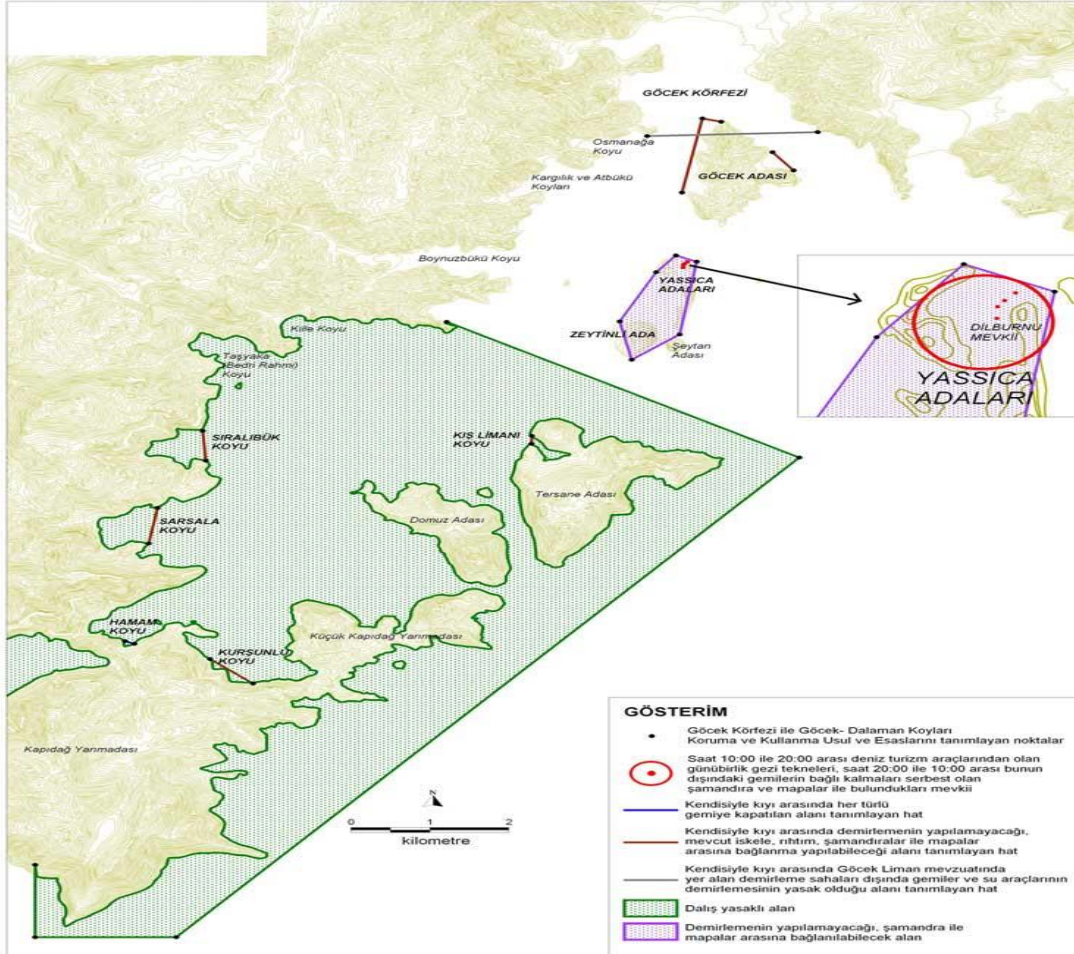 GÖCEK KÖRFEZİ
Osmanağa
Koyu
Kargılık ve Atbükü
Koyları
GÖCEK ADASI
Boynuzbükü Koyu
YASSICA
ADALARI
ZEYTİNLİ ADA
Şeytan
Adası
DİLBURNU
MEVKİİ
YASSICA
ADALARI
Kille Koyu
Taşyaka
(Bedri Rahmi)
Koyu
SIRALIBÜK
KOYU
KIŞ LİMANI
KOYU
Tersane Adası
Domuz Adası
SARSALA
KOYU
HAMAM
KOYU
KURŞUNLU
KOYU
Küçük Kapıdağ Yarımadası
Kapıdağ Yarımadası
N
0 1 2
kilometre
GÖSTERİM
Göcek Körfezi ile Göcek- Dalaman Koyları
Koruma ve Kullanma Usul ve Esaslarını tanımlayan noktalar
Saat 10:00 ile 20:00 arası deniz turizm araçlarından olan
günübirlik gezi tekneleri, saat 20:00 ile 10:00 arası bunun
dışındaki gemilerin bağlı kalmaları serbest olan
şamandıra ve mapalar ile bulundukları mevkii
Kendisiyle kıyı arasında her türlü
gemiye kapatılan alanı tanımlayan hat
Kendisiyle kıyı arasında demirlemenin yapılamayacağı,
mevcut iskele, rıhtım, şamandıralar ile mapalar
arasına bağlanma yapılabileceği alanı tanımlayan hat
Kendisiyle kıyı arasında Göcek Liman mevzuatında
yer alan demirleme sahaları dışında gemiler ve su araçlarının
demirlemesinin yasak olduğu alanı tanımlayan hat
Dalış yasaklı alan
Demirlemenin yapılamayacağı, şamandıra ile
mapalar arasına bağlanılabilecek alan